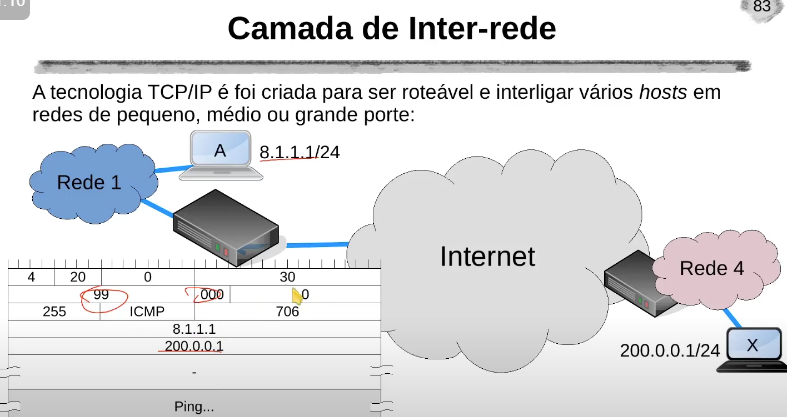 83
Camada de Inter-rede
A tecnologia TCP/IP é foi criada para ser roteável e interligar vários hosts em
redes de pequeno, médio ou grande porte:
A
8.1.1.1/24
Rede 1
Internet
Rede 4
4 20 0 30
99 000 0
255 ICMP 706
8.1.1.1
200.0.0.1
-
Ping...
200.0.0.1/24
X